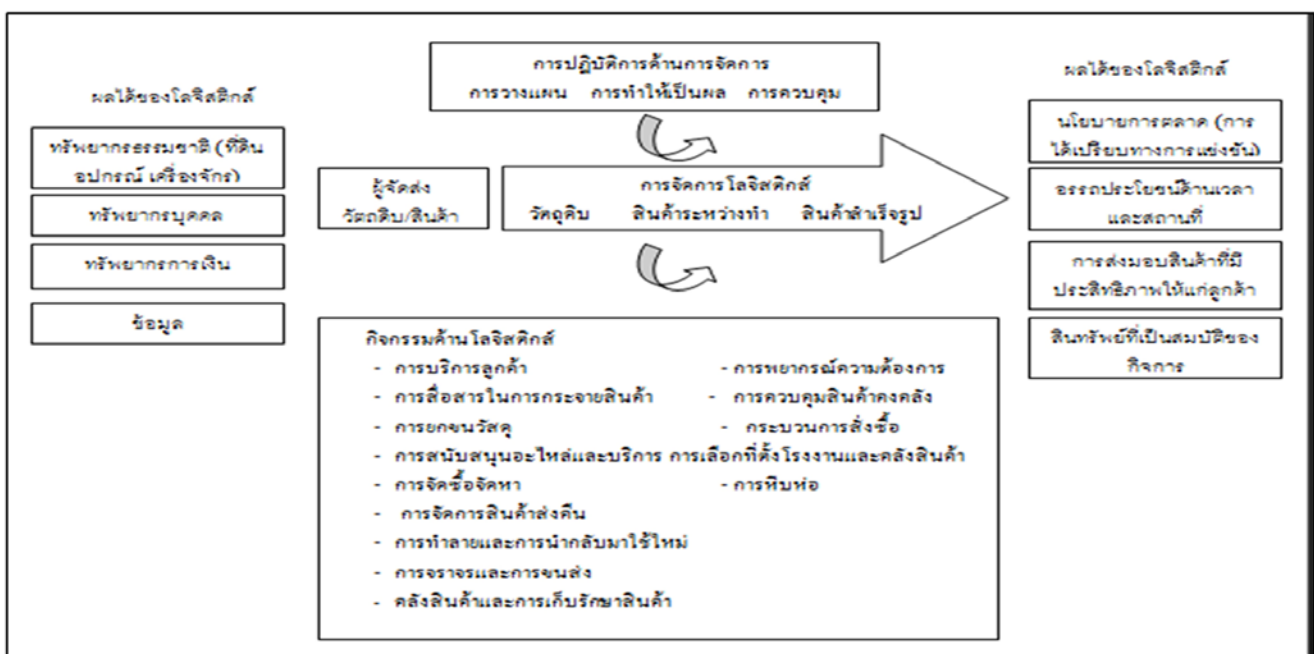 ผลได้ของโลจิสติกส์
ทรัพยากรธรรมชาติ (ที่ดิน
อุปกรณ์ เครื่องจักร)
ทรัพยากรบุคคล
ทรัพยากรการเงิน
ข้อมูล
การปฏิบัติการด้านการจัดการ
การวางแผน การทำให้เป็นผล การควบคุม
ผู้จัดส่ง
วัตถุดิบ/สินค้า
การจัดการโลจิสติกส์
วัตถุดิบ สินค้าระหว่างทำ สินค้าสำเร็จรูป
กิจกรรมด้านโลจิสติกส์
- การบริการลูกค้า - การพยากรณ์ความต้องการ
- การสื่อสารในการกระจายสินค้า - การควบคุมสินค้าคงคลัง
- การยกขนวัสดุ - กระบวนการสั่งซื้อ
- การสนับสนุนอะไหล่และบริการ การเลือกที่ตั้งโรงงานและคลังสินค้า
- การจัดซื้อจัดหา - การหีบห่อ
- การจัดการสินค้าส่งคืน
- การทำลายและการนำกลับมาใช้ใหม่
- การจราจรและการขนส่ง
- คลังสินค้าและการเก็บรักษาสินค้า
ผลได้ของโลจิสติกส์
นโยบายการตลาด (การ
ได้เปรียบทางการแข่งขัน)
อรรถประโยชน์ด้านเวลา
และสถานที่
การส่งมอบสินค้าที่มี
ประสิทธิภาพให้แก่ลูกค้า
สินทรัพย์ที่เป็นสมบัติของ
กิจการ